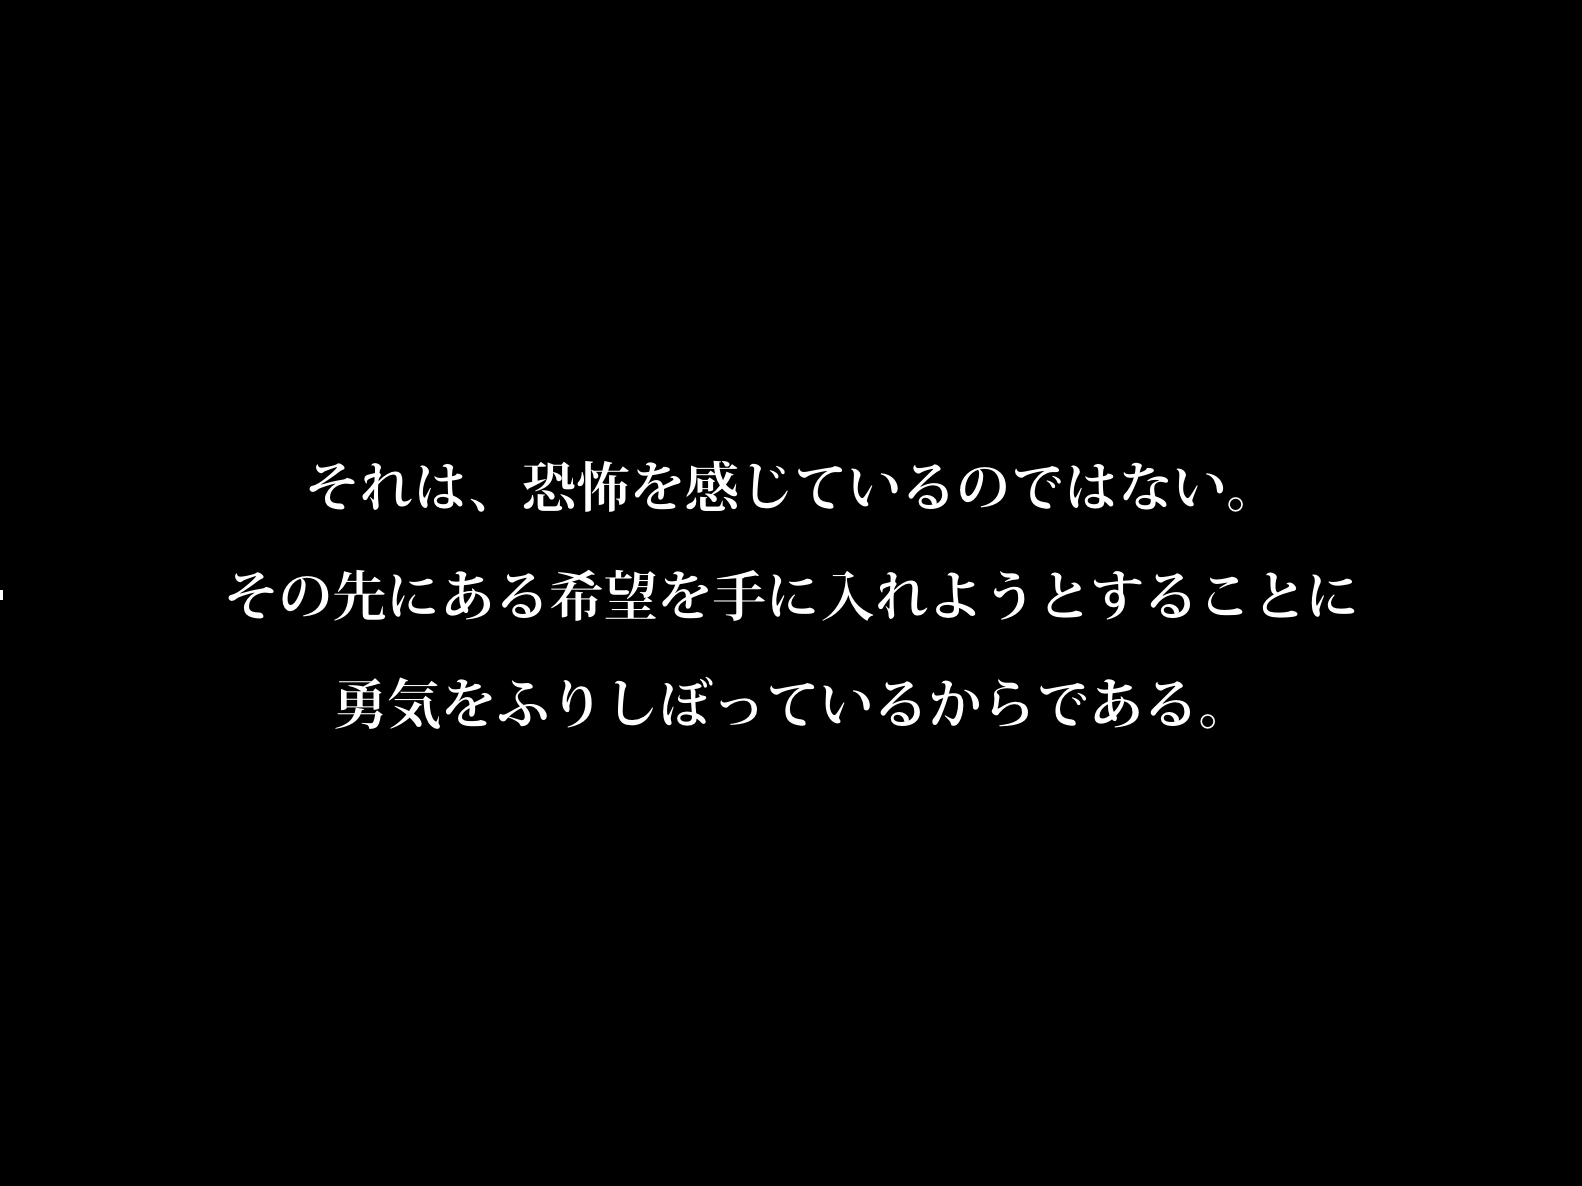 それは、恐怖を感じているのではない。
その先にある希望を手に入れようとすることに
勇気をふりしぼっているからである。